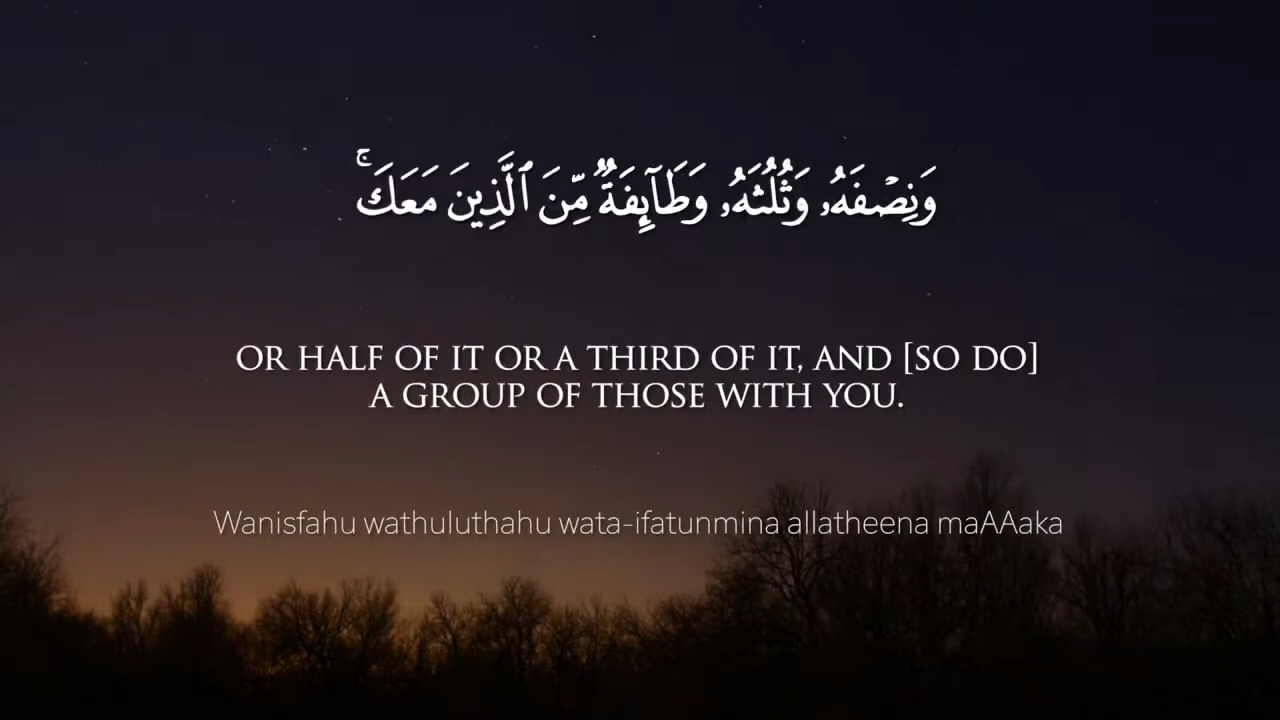 وَنِصْفَهُۥ وَثُلُثَهُۥ وَطَآئِفَةٌ مِّنَ ٱلَّذِينَ مَعَكَ ۚ
OR HALF OF IT OR A THIRD OF IT, AND [SO DO]
A GROUP OF THOSE WITH YOU.
Wanisfahu wathuluthahu wata-ifatunmina allatheena maAAaka